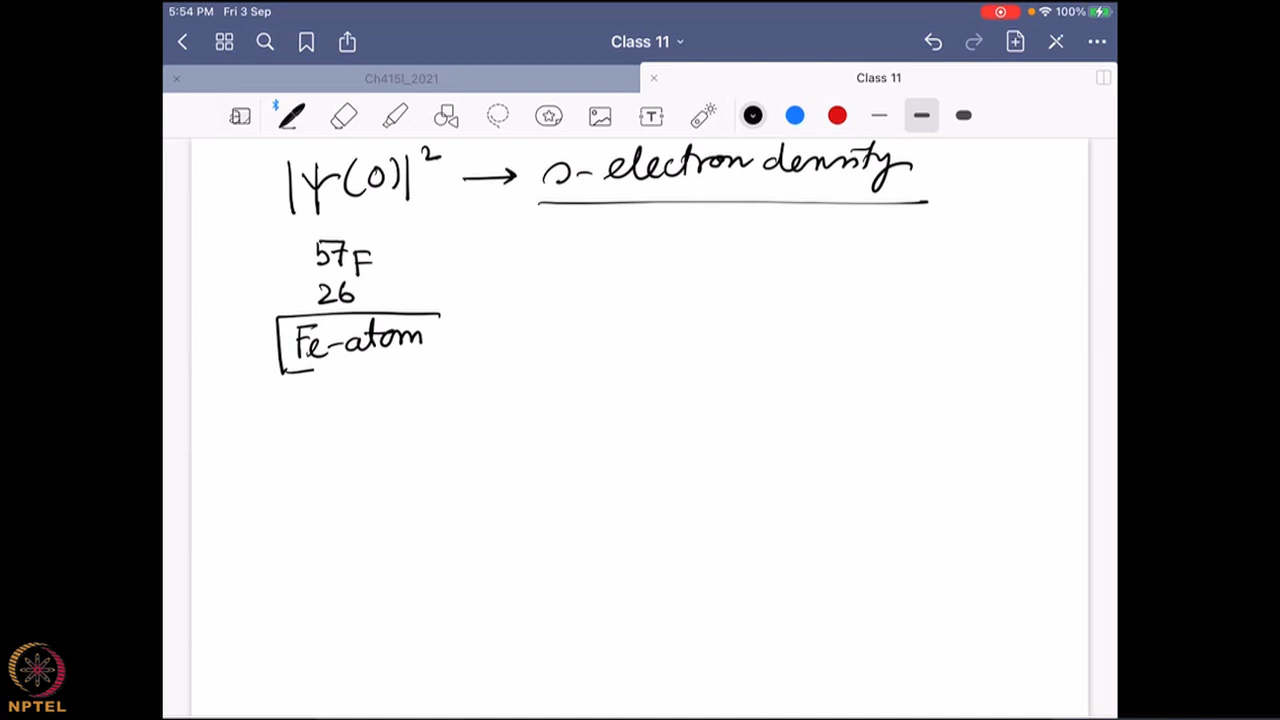 5:54 PM Fri 3 Sep 100%
Class 11
Ch415I_2021 Class 11
|ψ(0)|² → s-electron density
57F
26
Fe-atom
NPTEL